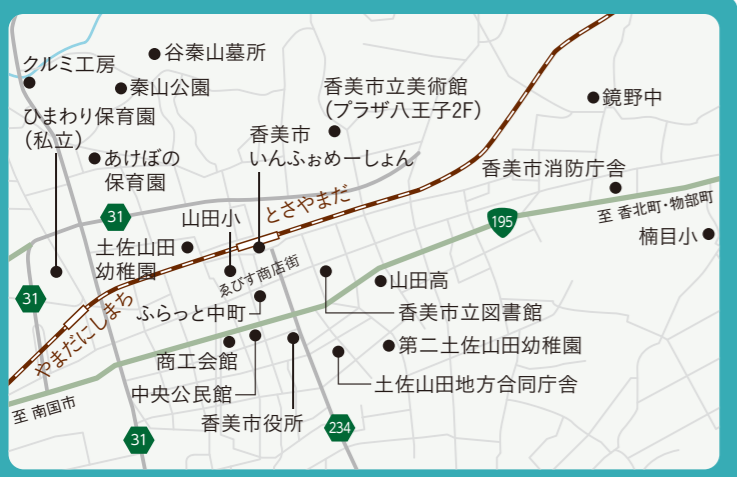 谷秦山墓所
クルミ工房
秦山公園
香美市立美術館
(プラザ八王子2F)
鏡野中
ひまわり保育園
(私立)
香美市
いんふぉめーしょん
あけぼの
保育園
香美市消防庁舎
とさやまだ
至 香北町・物部町
31
山田小
195
楠目小
土佐山田
幼稚園
ゑびす商店街
山田高
31
ふらっと中町
香美市立図書館
やまだにしまち
商工会館
第二土佐山田幼稚園
中央公民館
土佐山田地方合同庁舎
至 南国市
香美市役所
31
234